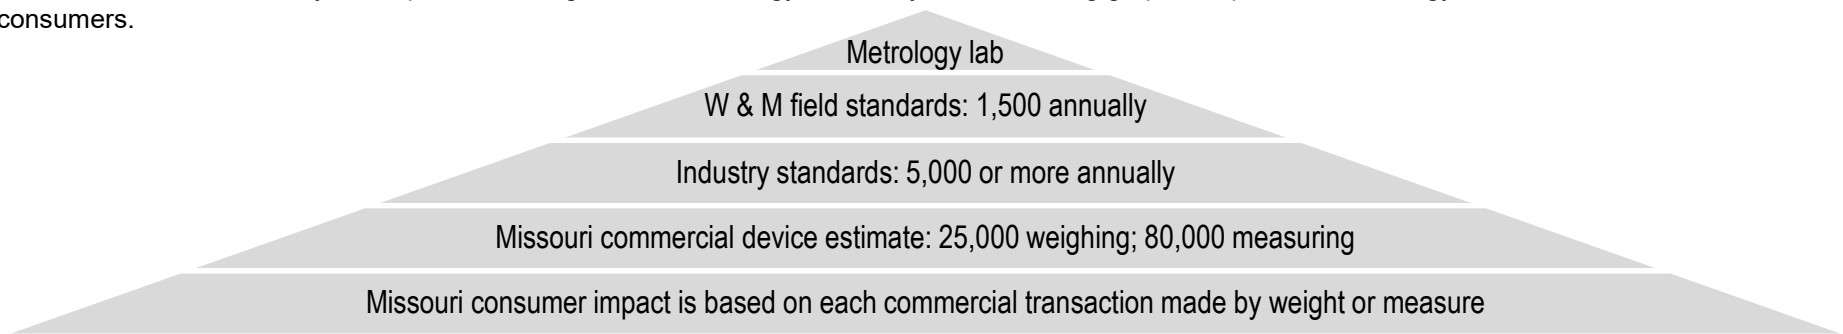 consumers.
Metrology lab
W & M field standards: 1,500 annually
Industry standards: 5,000 or more annually
Missouri commercial device estimate: 25,000 weighing; 80,000 measuring
Missouri consumer impact is based on each commercial transaction made by weight or measure